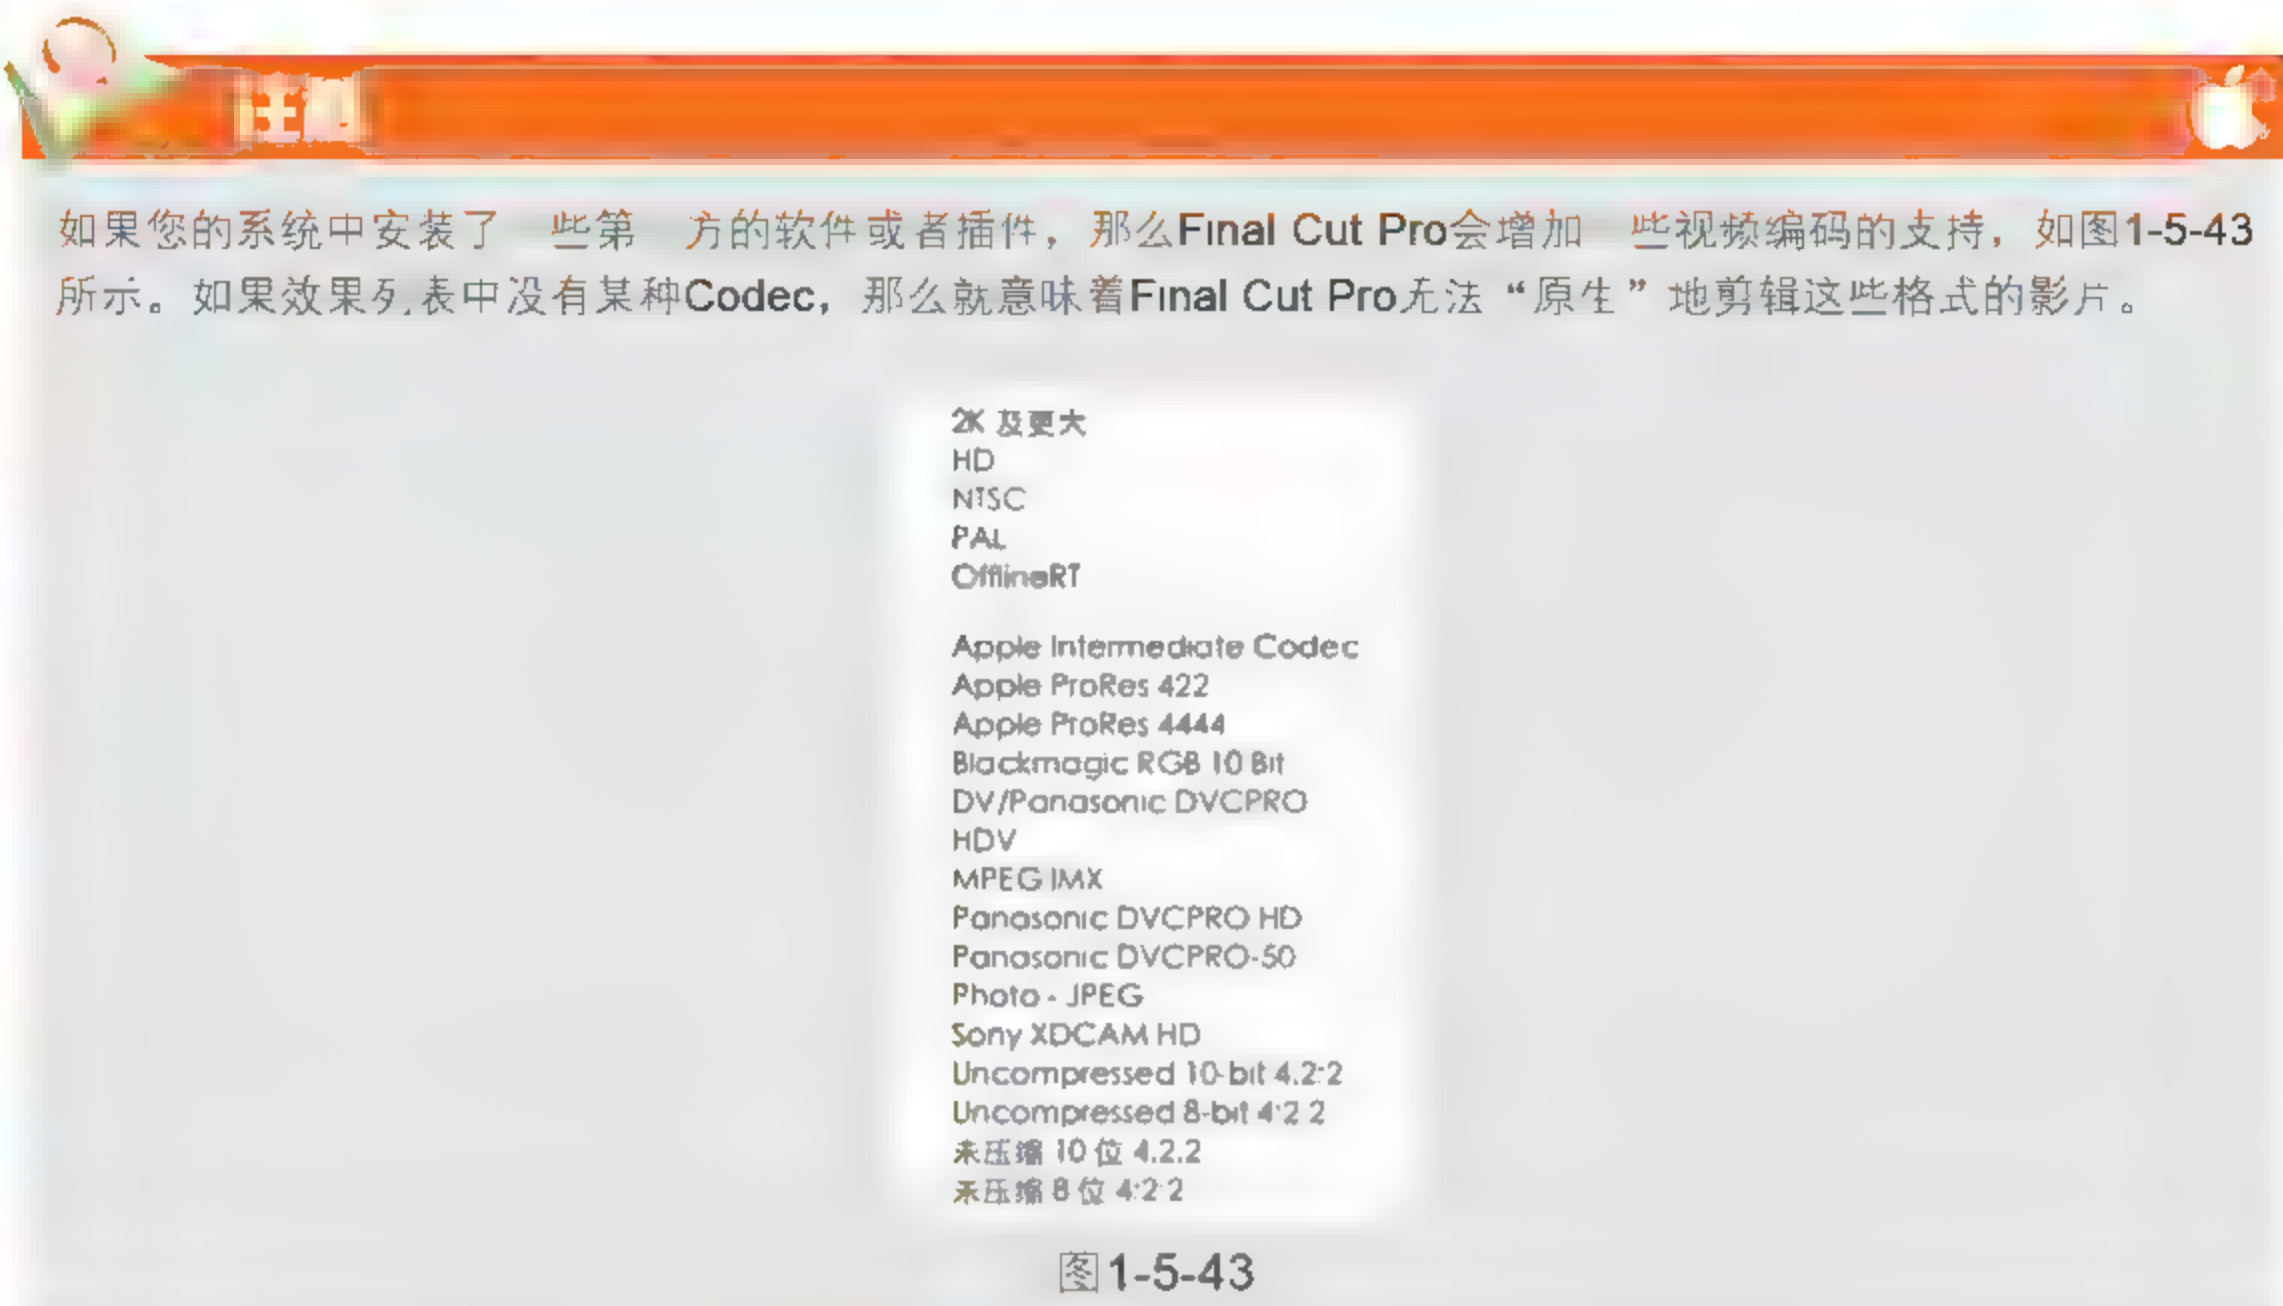 注意
如果您的系统中安装了一些第三方的软件或者插件，那么Final Cut Pro会增加一些视频编码的支持，如图1-5-43
所示。如果效果列表中没有某种Codec，那么就意味着Final Cut Pro无法“原生”地剪辑这些格式的影片。
2K 及更大
HD
NTSC
PAL
OfflineRT
Apple Intermediate Codec
Apple ProRes 422
Apple ProRes 4444
Blackmagic RGB 10 Bit
DV/Panasonic DVCPRO
HDV
MPEG IMX
Panasonic DVCPRO HD
Panasonic DVCPRO-50
Photo - JPEG
Sony XDCAM HD
Uncompressed 10-bit 4:2:2
Uncompressed 8-bit 4:2:2
未压缩 10 位 4:2:2
未压缩 8 位 4:2:2
图1-5-43